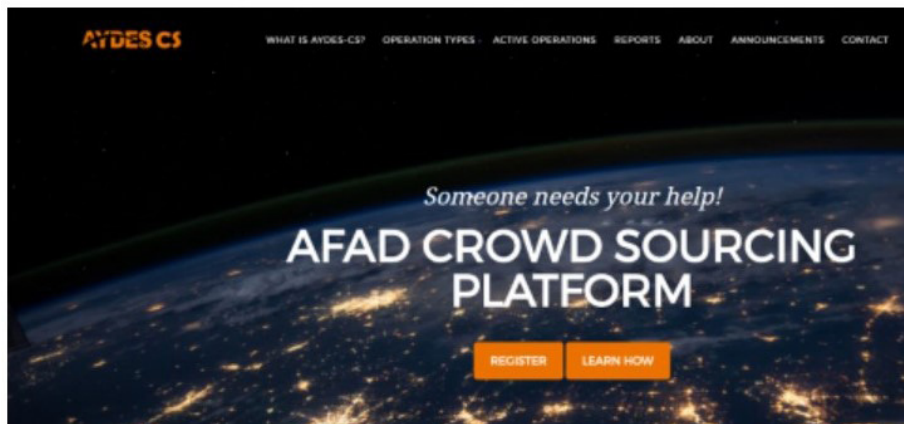 AYDES CS
WHAT IS AYDES-CS? OPERATION TYPES ACTIVE OPERATIONS REPORTS ABOUT ANNOUNCEMENTS CONTACT
Someone needs your help!
AFAD CROWD SOURCING
PLATFORM
REGISTER LEARN HOW